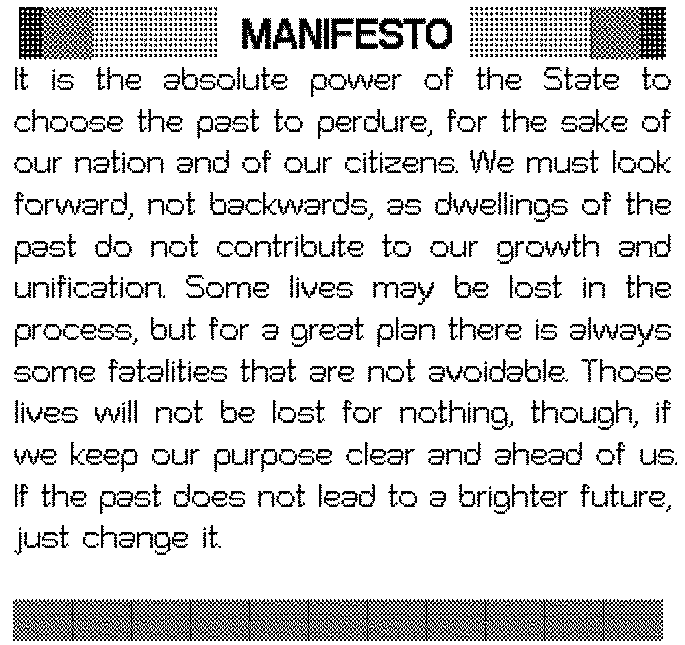 MANIFESTO
It is the absolute power of the State to
choose the past to perdure, for the sake of
our nation and of our citizens. We must look
forward, not backwards, as dwellings of the
past do not contribute to our growth and
unification. Some lives may be lost in the
process, but for a great plan there is always
some fatalities that are not avoidable. Those
lives will not be lost for nothing, though, if
we keep our purpose clear and ahead of us.
If the past does not lead to a brighter future,
just change it.